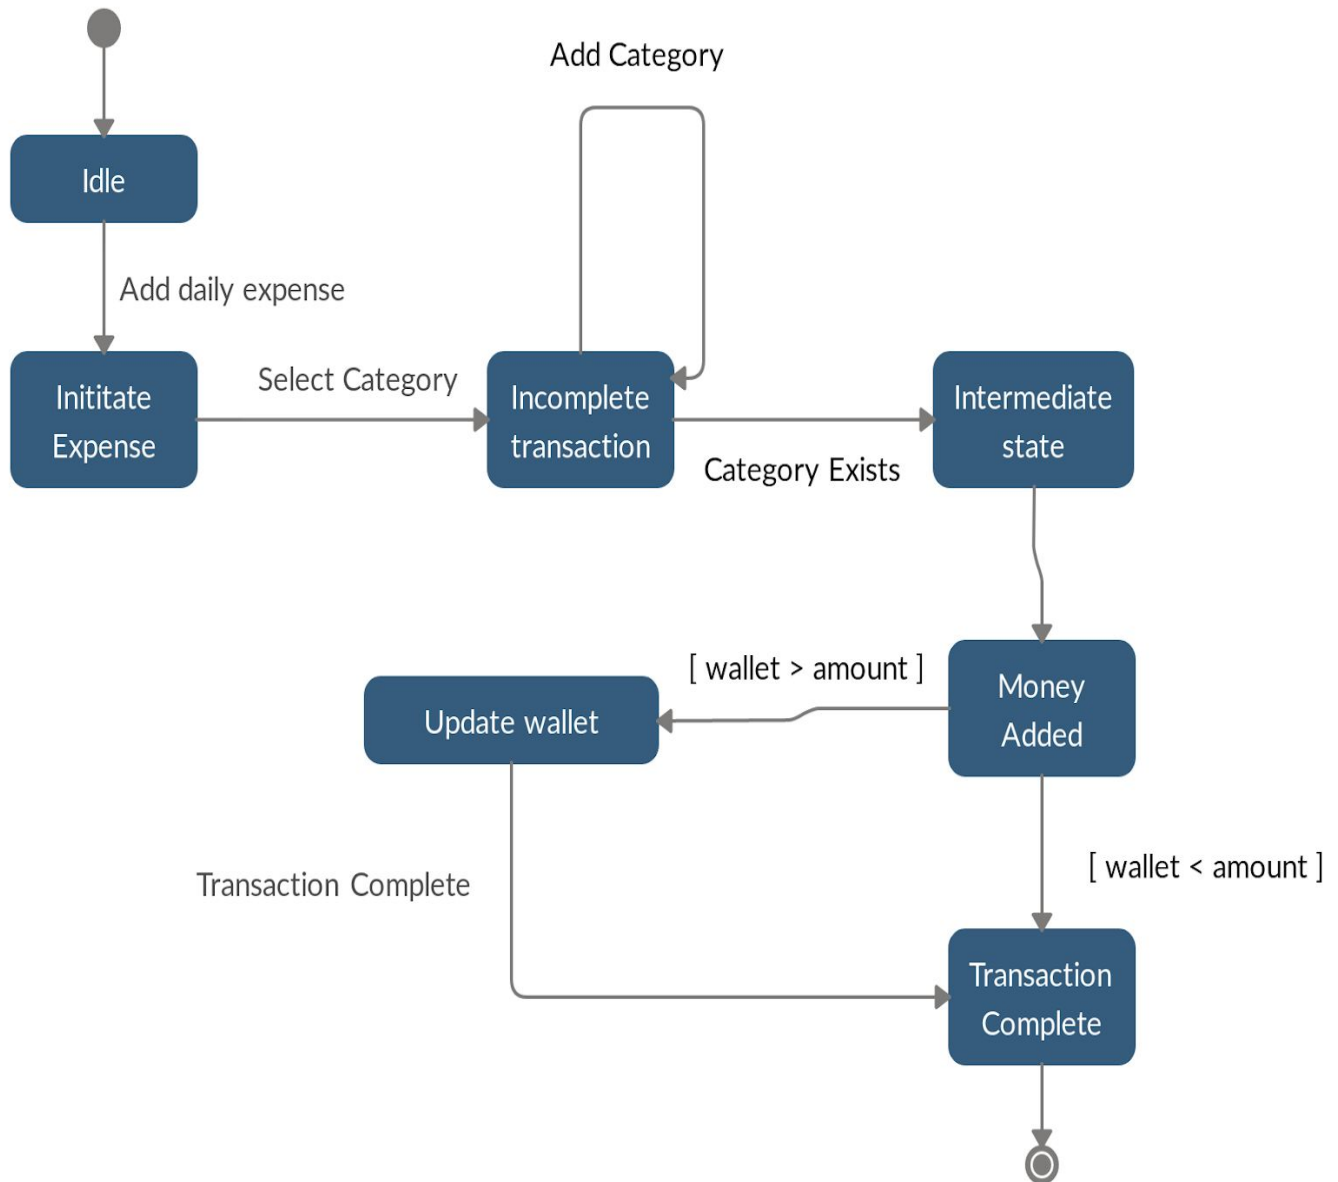 Add Category
Idle
Add daily expense
Inititate
Expense
Select Category
Incomplete
transaction
Category Exists
Intermediate
state
[ wallet > amount ]
Money
Added
Update wallet
[ wallet < amount ]
Transaction Complete
Transaction
Complete